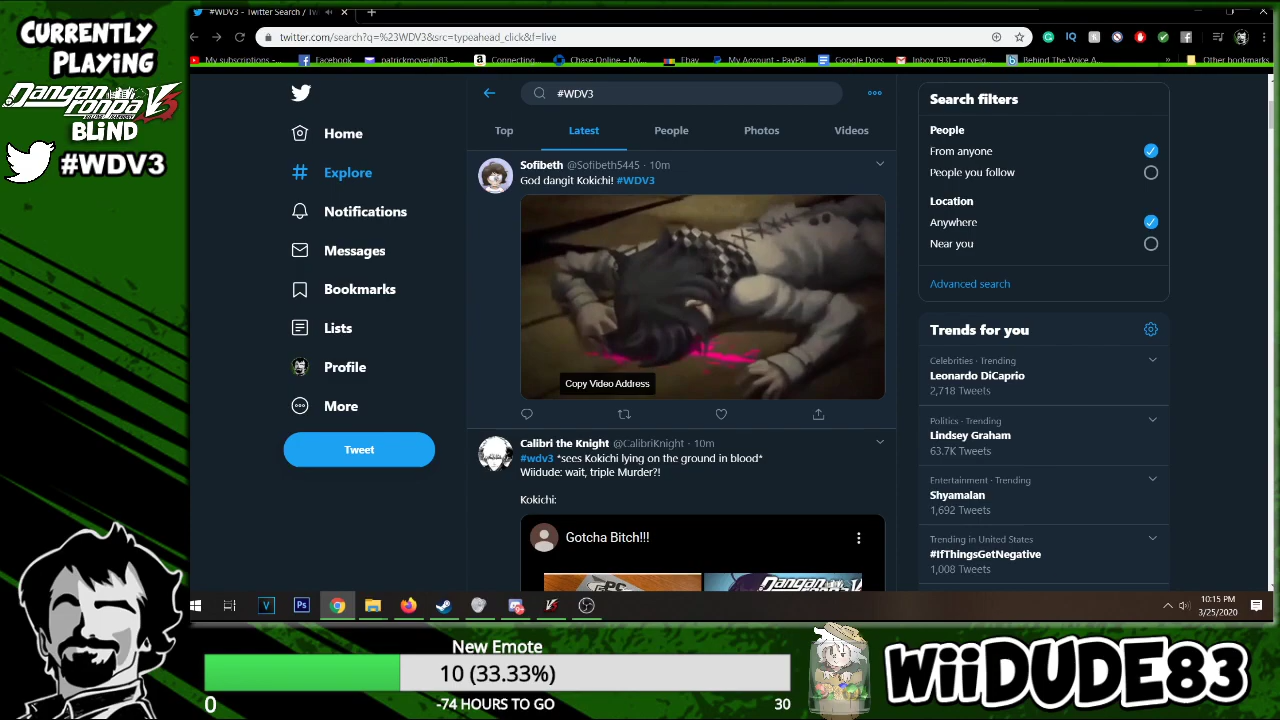 CURRENTLY
PLAYING
Danganronpa V3
BLIND
#WDV3
#WDV3 - Twitter Search / Tw
twitter.com/search?q=%23WDV3&src=typeahead_click&f=live
My subscriptions -...
Facebook
patrickmcveigh83-...
Connecting...
Chase Online - My...
Ebay
My Account - PayPal
Google Docs
Inbox (93) - mcveig...
Behind The Voice A...
Other bookmarks
#WDV3
Top
Latest
People
Photos
Videos
Home
Explore
Notifications
Messages
Bookmarks
Lists
Profile
More
Tweet
Sofibeth @Sofibeth5445 · 10m
God dangit Kokichi! #WDV3
Copy Video Address
Calibri the Knight @CalibriKnight · 10m
#wdv3 *sees Kokichi lying on the ground in blood*
Wiidude: wait, triple Murder?!
Kokichi:
Gotcha Bitch!!!
Search filters
People
From anyone
People you follow
Location
Anywhere
Near you
Advanced search
Trends for you
Celebrities · Trending
Leonardo DiCaprio
2,718 Tweets
Politics · Trending
Lindsey Graham
63.7K Tweets
Entertainment · Trending
Shyamalan
1,692 Tweets
Trending in United States
#IfThingsGetNegative
1,008 Tweets
10:15 PM
3/25/2020
New Emote
10 (33.33%)
0
-74 HOURS TO GO
30
WiiDUDE83